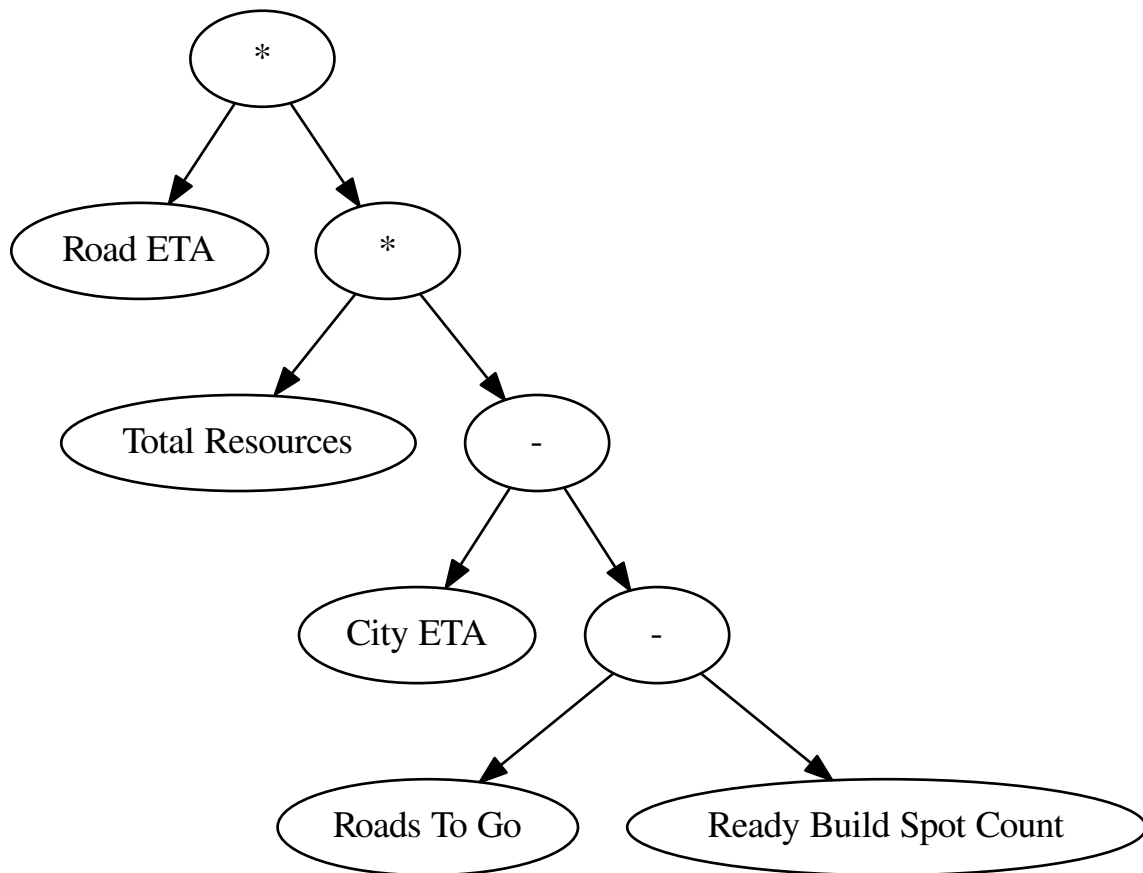 *
Road ETA
*
Total Resources
-
City ETA
-
Roads To Go
Ready Build Spot Count